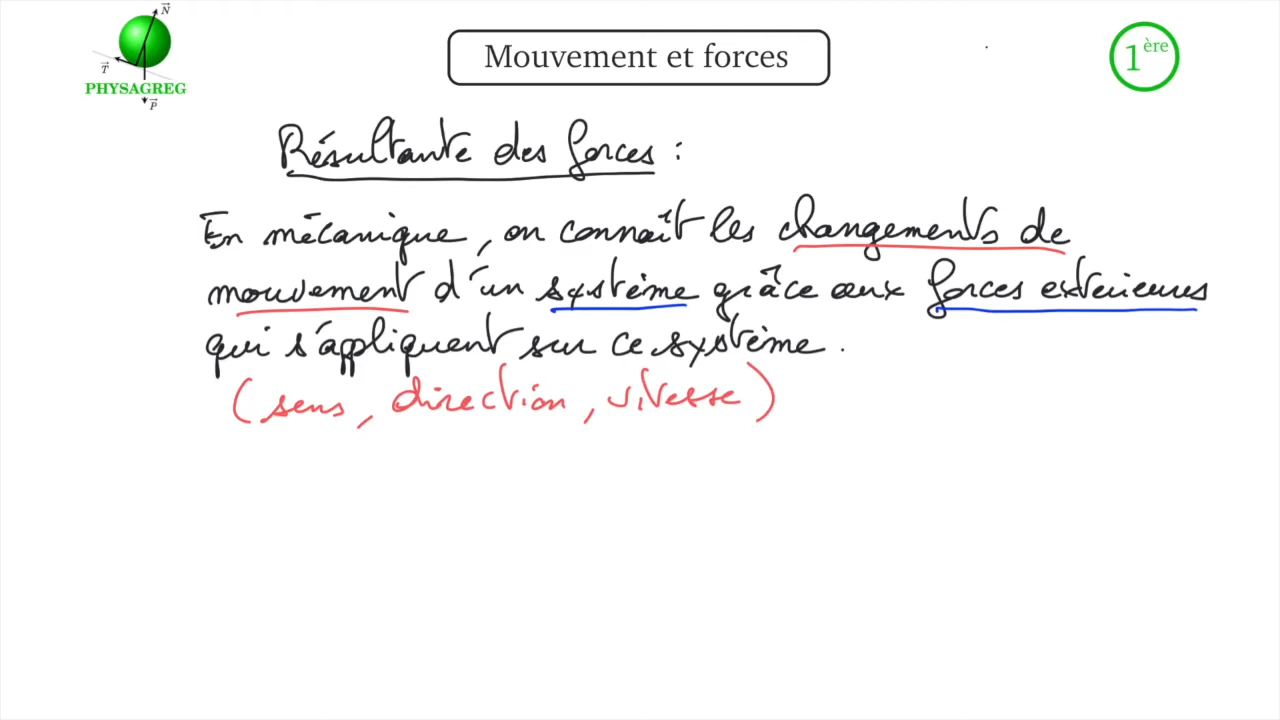 N
T
PHYSAGREG
P
Mouvement et forces
1ère
Résultante des forces :
En mécanique, on connaît les changements de
mouvement d'un système grâce aux forces extérieures
qui s'appliquent sur ce système.
(sens, direction, vitesse)